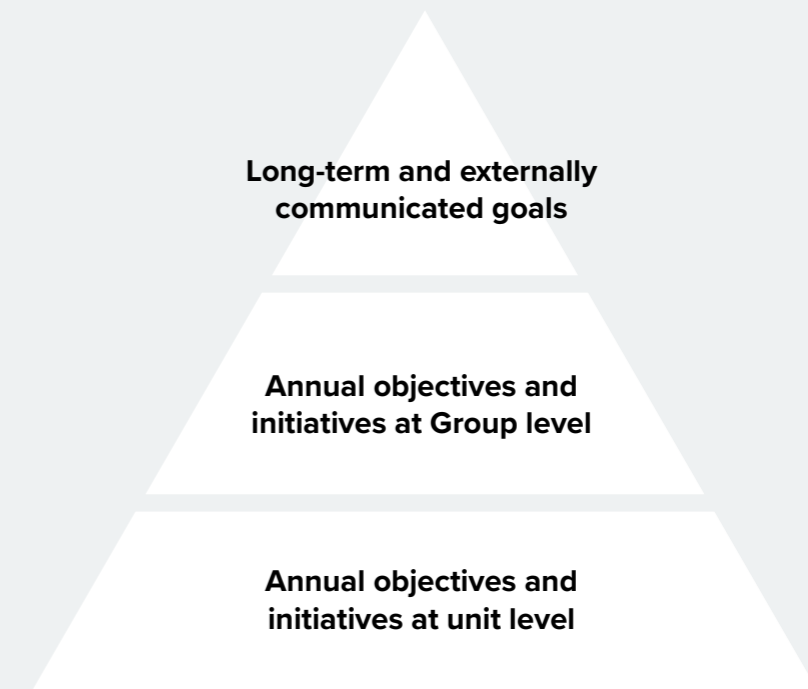 Long-term and externally
communicated goals
Annual objectives and
initiatives at Group level
Annual objectives and
initiatives at unit level